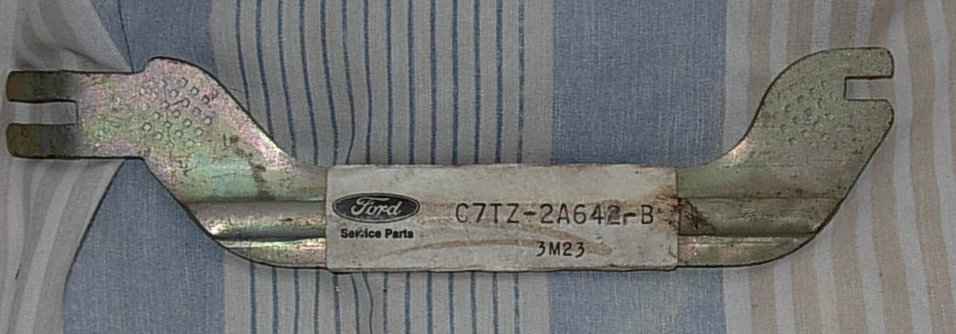 Ford
Service Parts
C7TZ-2A642-B
3M23